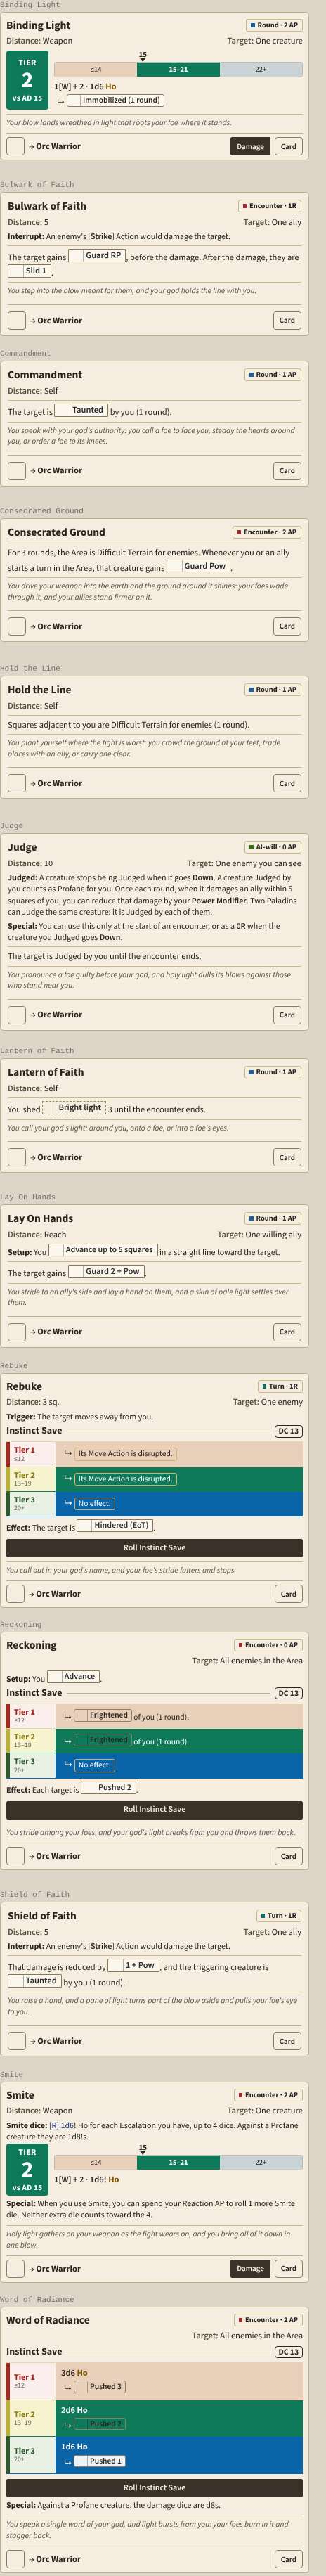 Binding Light
Binding Light
Round · 2 AP
Distance: Weapon
Target: One creature
TIER
2
vs AD 15
15
≤14
15–21
22+
1[W] + 2 · 1d6 Ho
↳ Immobilized (1 round)
Your blow lands wreathed in light that roots your foe where it stands.
→ Orc Warrior
Damage
Card
Bulwark of Faith
Bulwark of Faith
Encounter · 1R
Distance: 5
Target: One ally
Interrupt: An enemy's [Strike] Action would damage the target.
The target gains Guard RP, before the damage. After the damage, they are
Slid 1.
You step into the blow meant for them, and your god holds the line with you.
→ Orc Warrior
Card
Commandment
Commandment
Round · 1 AP
Distance: Self
The target is Taunted by you (1 round).
You speak with your god's authority: you call a foe to face you, steady the hearts around
you, or order a foe to its knees.
→ Orc Warrior
Card
Consecrated Ground
Consecrated Ground
Encounter · 2 AP
For 3 rounds, the Area is Difficult Terrain for enemies. Whenever you or an ally
starts a turn in the Area, that creature gains Guard Pow.
You drive your weapon into the earth and the ground around it shines: your foes wade
through it, and your allies stand firmer on it.
→ Orc Warrior
Card
Hold the Line
Hold the Line
Round · 1 AP
Distance: Self
Squares adjacent to you are Difficult Terrain for enemies (1 round).
You plant yourself where the fight is worst: you crowd the ground at your feet, trade
places with an ally, or carry one clear.
→ Orc Warrior
Card
Judge
Judge
At-will · 0 AP
Distance: 10
Target: One enemy you can see
Judged: A creature stops being Judged when it goes Down. A creature Judged by
you counts as Profane for you. Once each round, when it damages an ally within 5
squares of you, you can reduce that damage by your Power Modifier. Two Paladins
can Judge the same creature: it is Judged by each of them.
Special: You can use this only at the start of an encounter, or as a 0R when the
creature you Judged goes Down.
The target is Judged by you until the encounter ends.
You pronounce a foe guilty before your god, and holy light dulls its blows against those
who stand near you.
→ Orc Warrior
Card
Lantern of Faith
Lantern of Faith
Round · 1 AP
Distance: Self
You shed Bright light 3 until the encounter ends.
You call your god's light: around you, onto a foe, or into a foe's eyes.
→ Orc Warrior
Card
Lay On Hands
Lay On Hands
Round · 1 AP
Distance: Reach
Target: One willing ally
Setup: You Advance up to 5 squares in a straight line toward the target.
The target gains Guard 2 + Pow.
You stride to an ally's side and lay a hand on them, and a skin of pale light settles over
them.
→ Orc Warrior
Card
Rebuke
Rebuke
Turn · 1R
Distance: 3 sq.
Target: One enemy
Trigger: The target moves away from you.
Instinct Save
DC 13
Tier 1
≤12
↳ Its Move Action is disrupted.
Tier 2
13–19
↳ Its Move Action is disrupted.
Tier 3
20+
↳ No effect.
Effect: The target is Hindered (EoT).
Roll Instinct Save
You call out in your god's name, and your foe's stride falters and stops.
→ Orc Warrior
Card
Reckoning
Reckoning
Encounter · 0 AP
Target: All enemies in the Area
Setup: You Advance.
Instinct Save
DC 13
Tier 1
≤12
↳ Frightened of you (1 round).
Tier 2
13–19
↳ Frightened of you (1 round).
Tier 3
20+
↳ No effect.
Effect: Each target is Pushed 2.
Roll Instinct Save
You stride among your foes, and your god's light breaks from you and throws them back.
→ Orc Warrior
Card
Shield of Faith
Shield of Faith
Turn · 1R
Distance: 5
Target: One ally
Interrupt: An enemy's [Strike] Action would damage the target.
That damage is reduced by 1 + Pow, and the triggering creature is
Taunted by you (1 round).
You raise a hand, and a pane of light turns part of the blow aside and pulls your foe's eye
to you.
→ Orc Warrior
Card
Smite
Smite
Encounter · 2 AP
Distance: Weapon
Target: One creature
Smite dice: [R] 1d6! Ho for each Escalation you have, up to 4 dice. Against a Profane
creature they are 1d8!s.
TIER
2
vs AD 15
15
≤14
15–21
22+
1[W] + 2 · 1d6! Ho
Special: When you use Smite, you can spend your Reaction AP to roll 1 more Smite
die. Neither extra die counts toward the 4.
Holy light gathers on your weapon as the fight wears on, and you bring all of it down in
one blow.
→ Orc Warrior
Damage
Card
Word of Radiance
Word of Radiance
Encounter · 2 AP
Target: All enemies in the Area
Instinct Save
DC 13
Tier 1
≤12
3d6 Ho
↳ Pushed 3
Tier 2
13–19
2d6 Ho
↳ Pushed 2
Tier 3
20+
1d6 Ho
↳ Pushed 1
Roll Instinct Save
Special: Against a Profane creature, the damage dice are d8s.
You speak a single word of your god, and light bursts from you: your foes burn in it and
stagger back.
→ Orc Warrior
Card